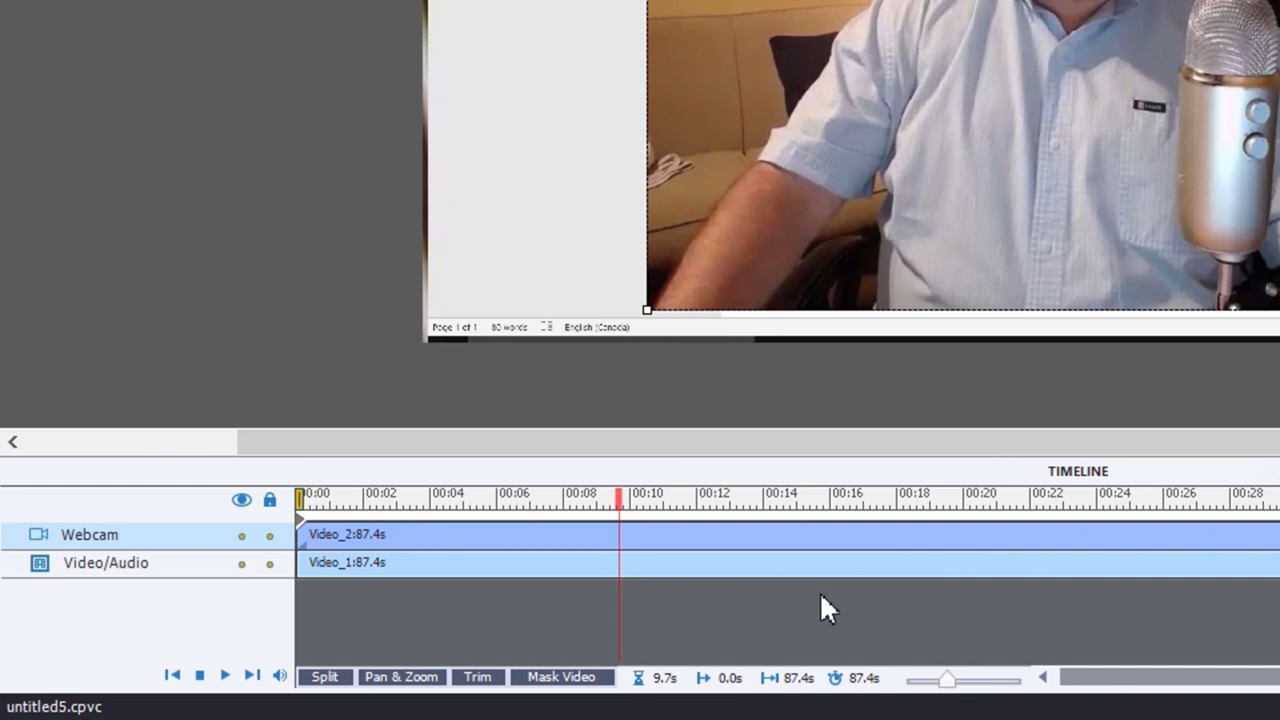 Page 1 of 1 80 words English (Canada)
TIMELINE
00:00 00:02 00:04 00:06 00:08 00:10 00:12 00:14 00:16 00:18 00:20 00:22 00:24 00:26 00:28
Webcam Video_2:87.4s
Video/Audio Video_1:87.4s
Split Pan & Zoom Trim Mask Video 9.7s 0.0s 87.4s 87.4s
untitled5.cpvc